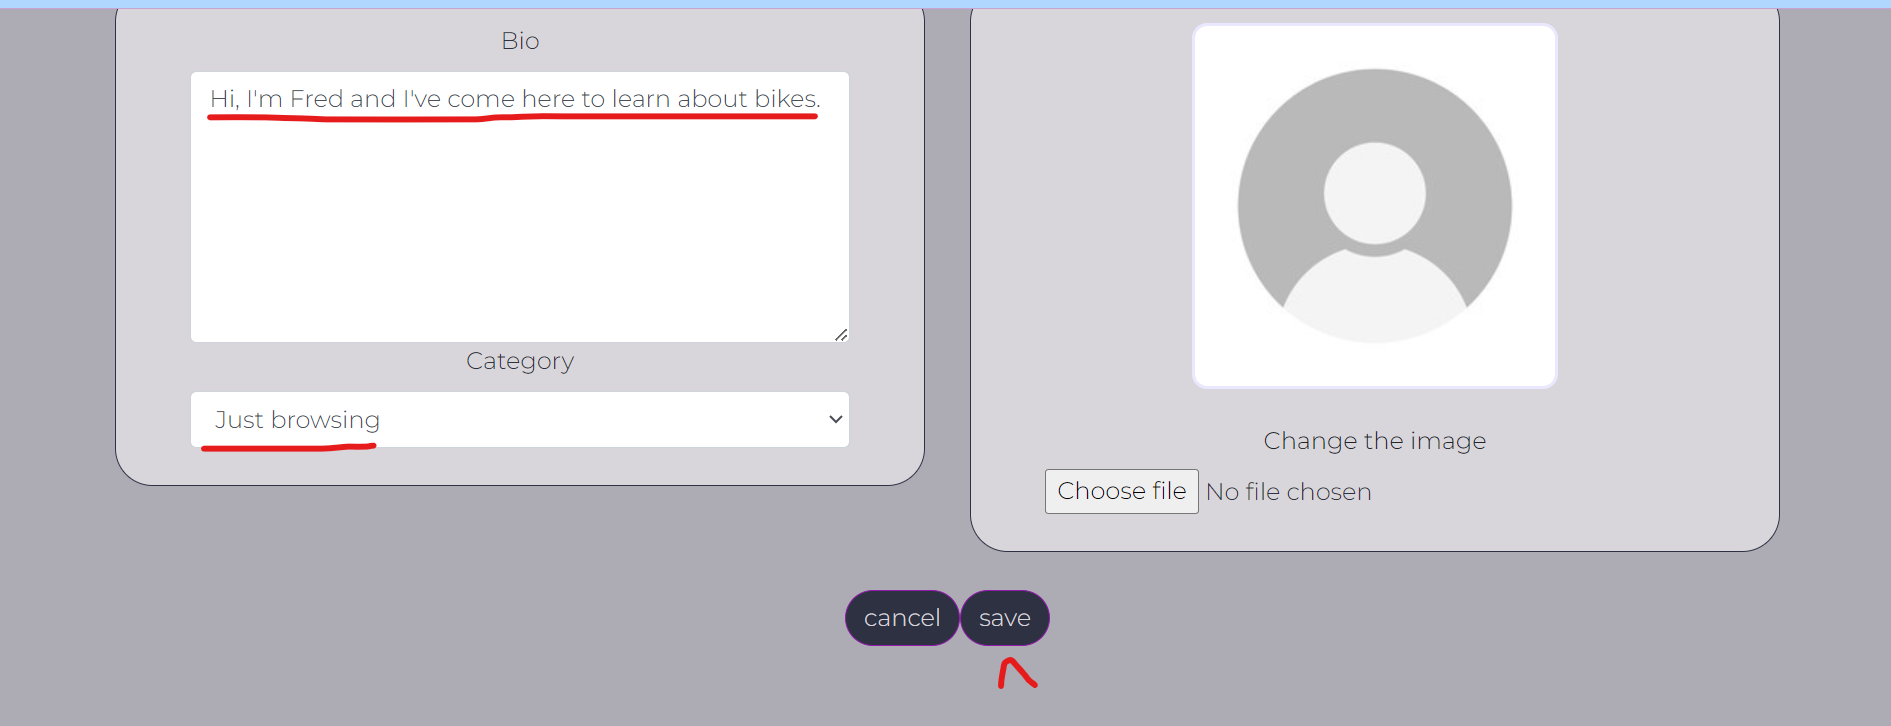 Bio
Hi, I'm Fred and I've come here to learn about bikes.
Category
Just browsing
Change the image
Choose file No file chosen
cancel save